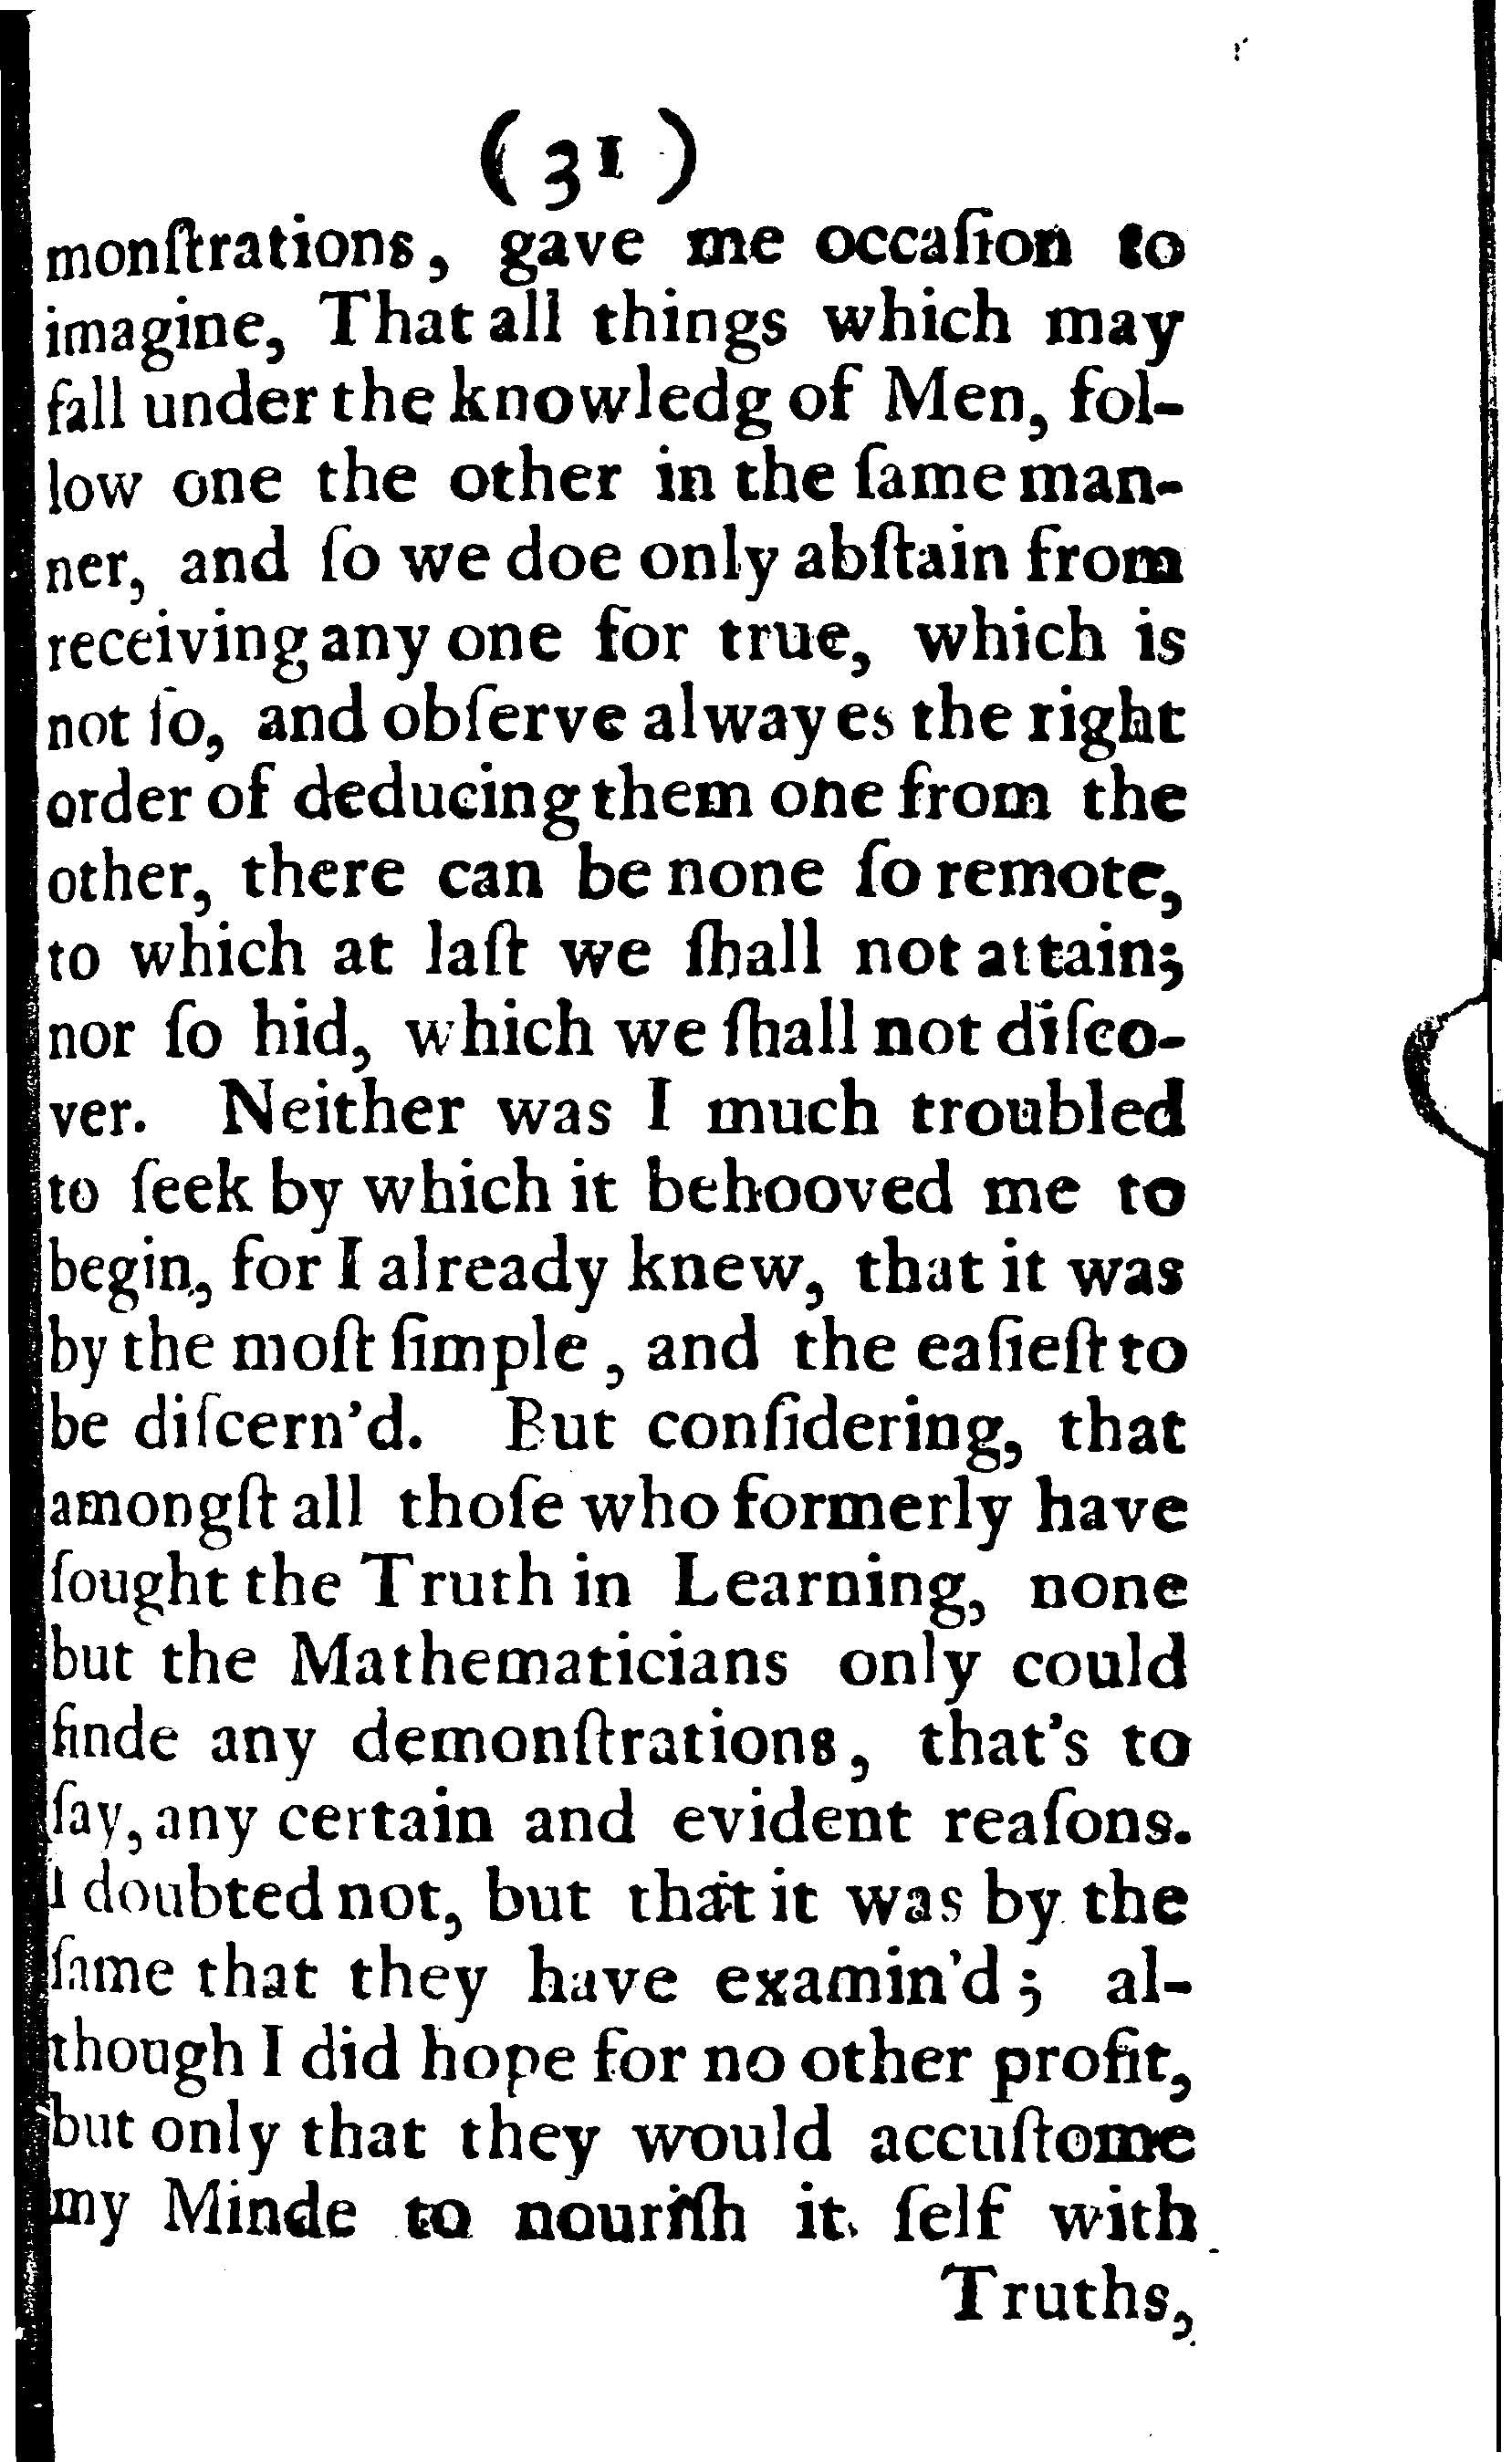 (31)
monſtrations, gave me occaſion to
imagine, That all things which may
fall under the knowledg of Men, fol-
low one the other in the ſame man-
ner, and ſo we doe only abſtain from
receiving any one for true, which is
not ſo, and obſerve alwayes the right
order of deducing them one from the
other, there can be none ſo remote,
to which at laſt we ſhall not attain;
nor ſo hid, which we ſhall not diſco-
ver. Neither was I much troubled
to ſeek by which it behooved me to
begin, for I already knew, that it was
by the moſt ſimple, and the eaſieſt to
be diſcern'd. But conſidering, that
amongſt all thoſe who formerly have
ſought the Truth in Learning, none
but the Mathematicians only could
finde any demonſtrations, that's to
ſay, any certain and evident reaſons.
I doubted not, but that it was by the
ſame that they have examin'd; al-
though I did hope for no other profit,
but only that they would accuſtome
my Minde to nouriſh it ſelf with
Truths,